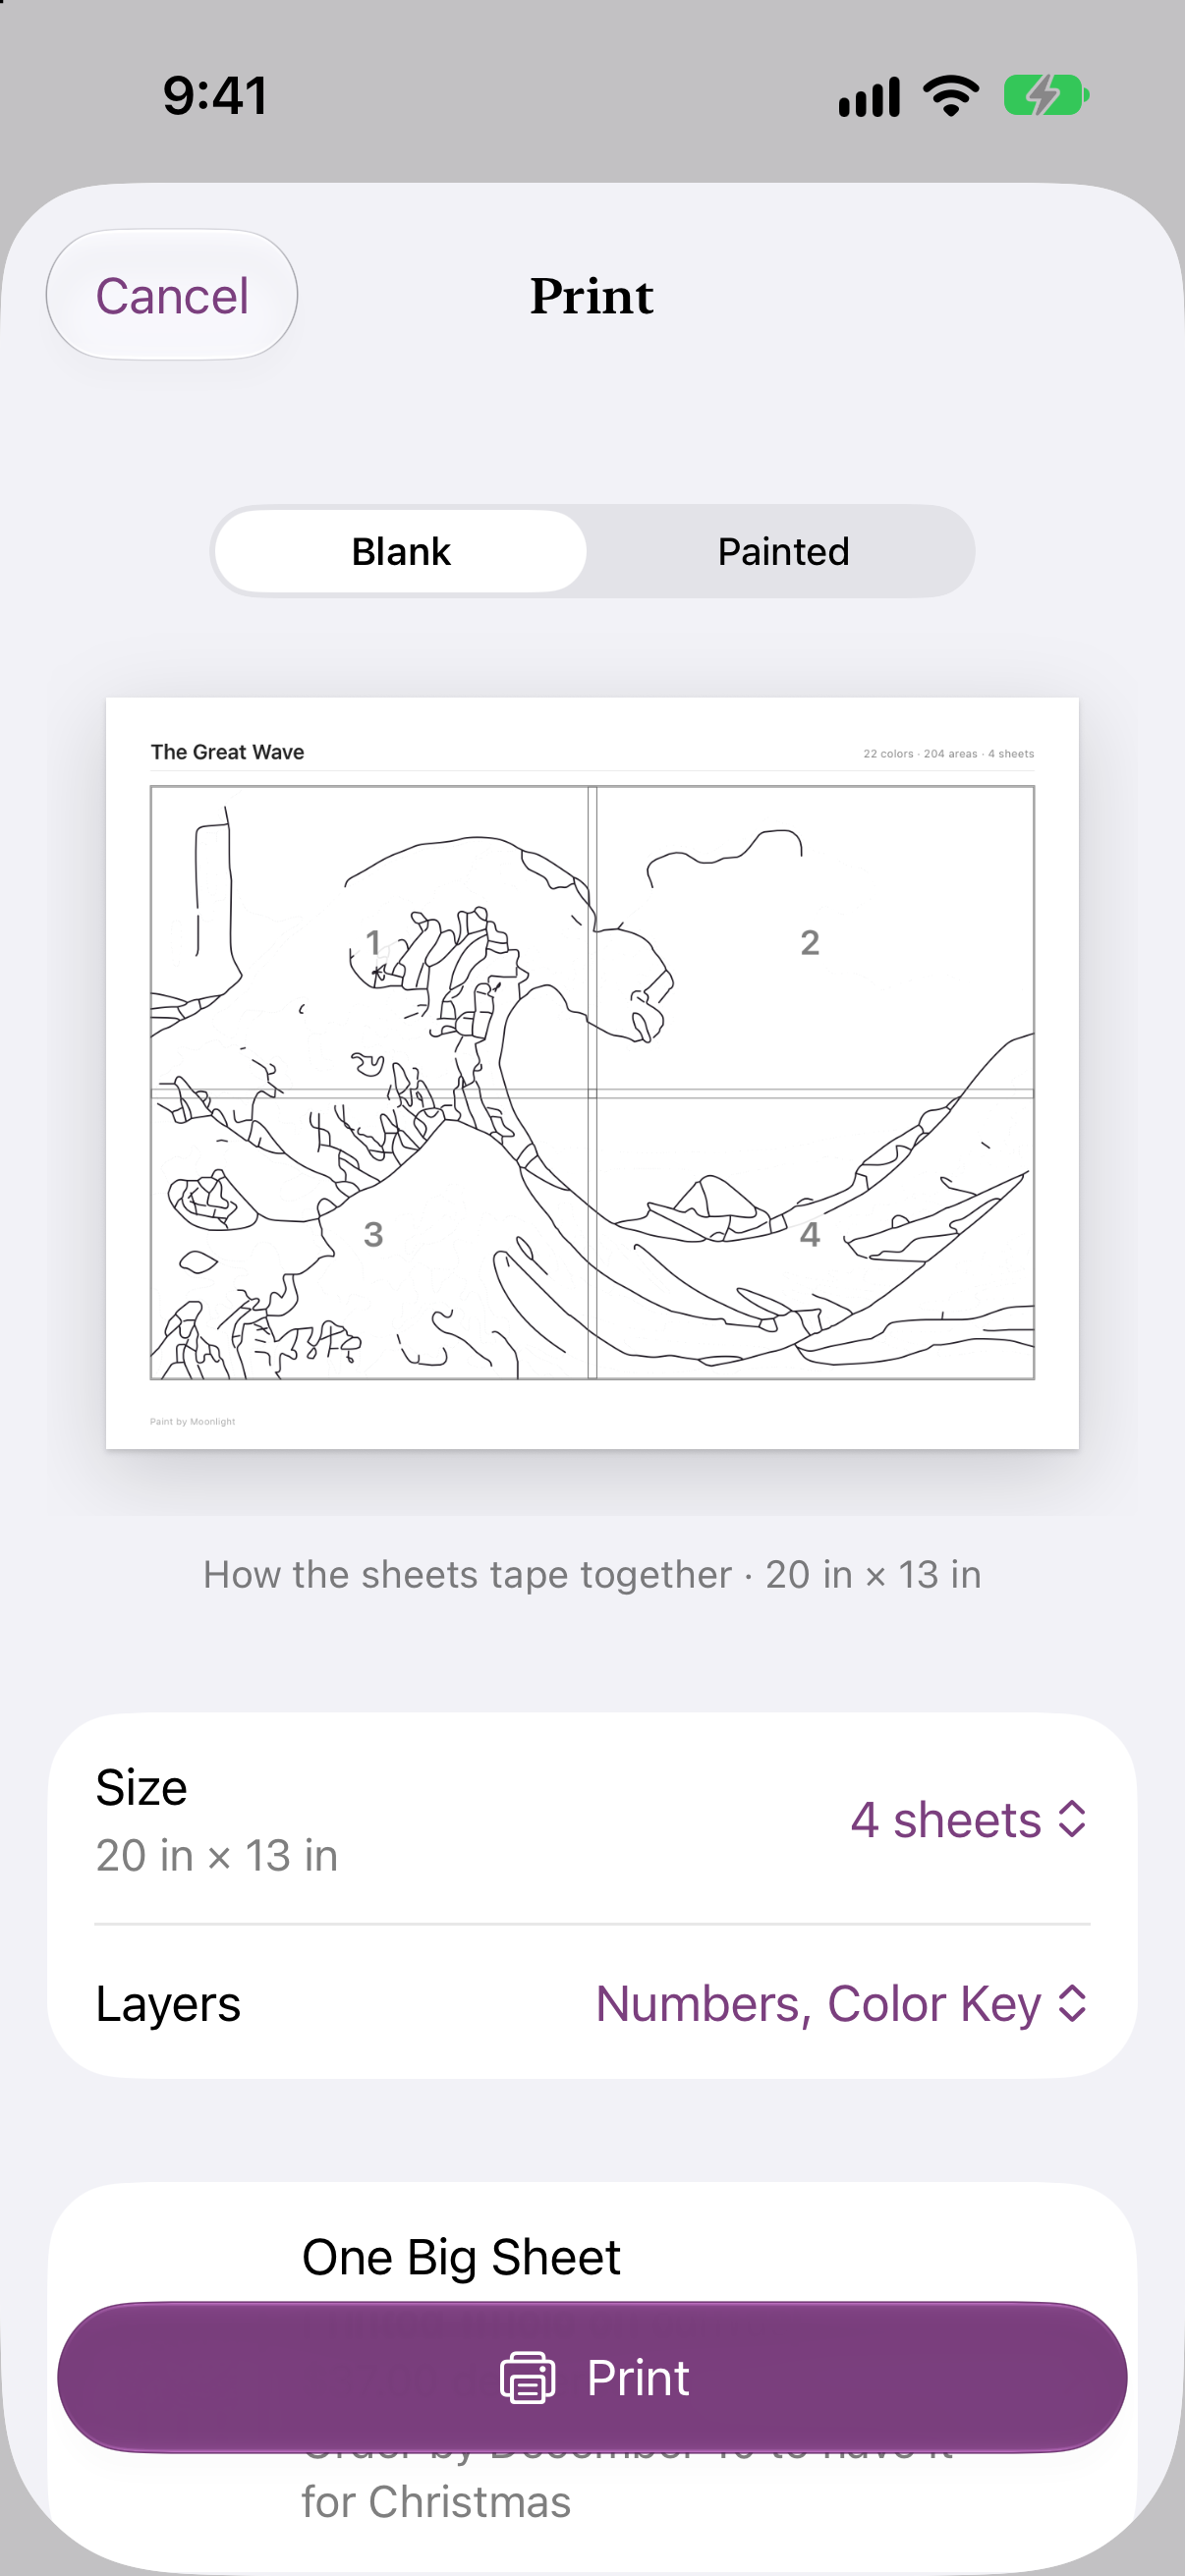 9:41
Cancel
Print
Blank
Painted
The Great Wave
22 colors · 204 areas · 4 sheets
1
2
3
4
Paint by Moonlight
How the sheets tape together · 20 in × 13 in
Size
20 in × 13 in
4 sheets
Layers
Numbers, Color Key
One Big Sheet
Print
for Christmas